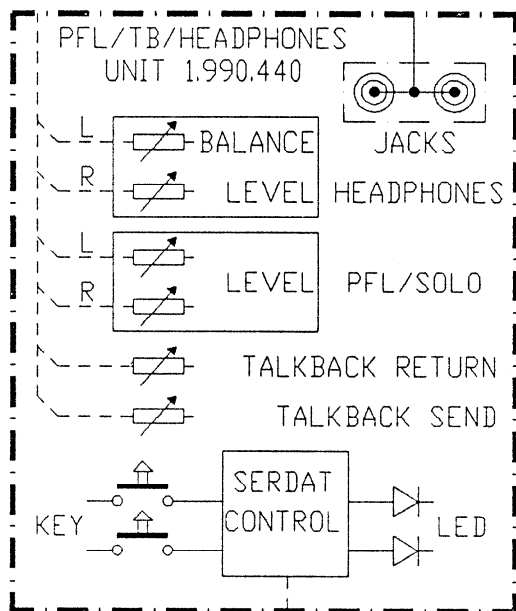 PFL/TB/HEADPHONES
UNIT 1.990.440
JACKS
L
BALANCE
R
LEVEL HEADPHONES
L
R
LEVEL PFL/SOLO
TALKBACK RETURN
TALKBACK SEND
SERDAT
CONTROL
KEY
LED